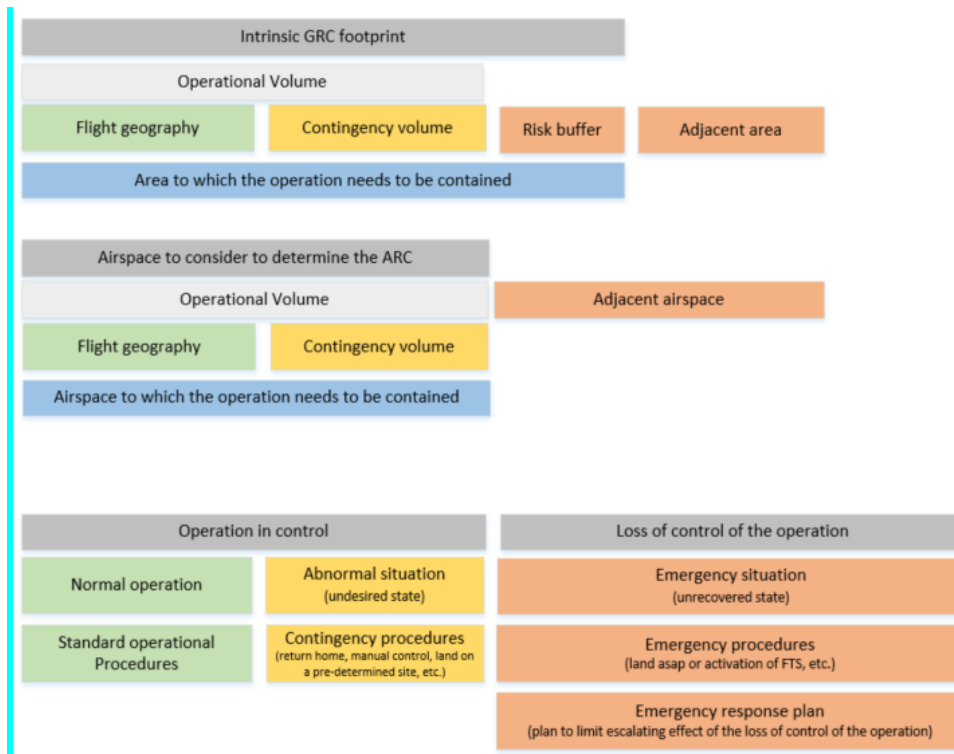 Intrinsic GRC footprint
Operational Volume
Flight geography
Contingency volume
Risk buffer
Adjacent area
Area to which the operation needs to be contained
Airspace to consider to determine the ARC
Operational Volume
Adjacent airspace
Flight geography
Contingency volume
Airspace to which the operation needs to be contained
Operation in control
Loss of control of the operation
Normal operation
Abnormal situation
(undesired state)
Emergency situation
(unrecovered state)
Standard operational
Procedures
Contingency procedures
(return home, manual control, land on
a pre-determined site, etc.)
Emergency procedures
(land asap or activation of FTS, etc.)
Emergency response plan
(plan to limit escalating effect of the loss of control of the operation)